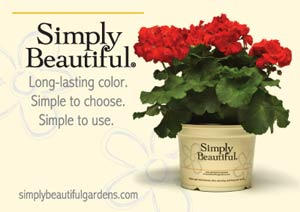 Simply
Beautiful®
Long-lasting color.
Simple to choose.
Simple to use.
simplybeautifulgardens.com
Simply
Beautiful.